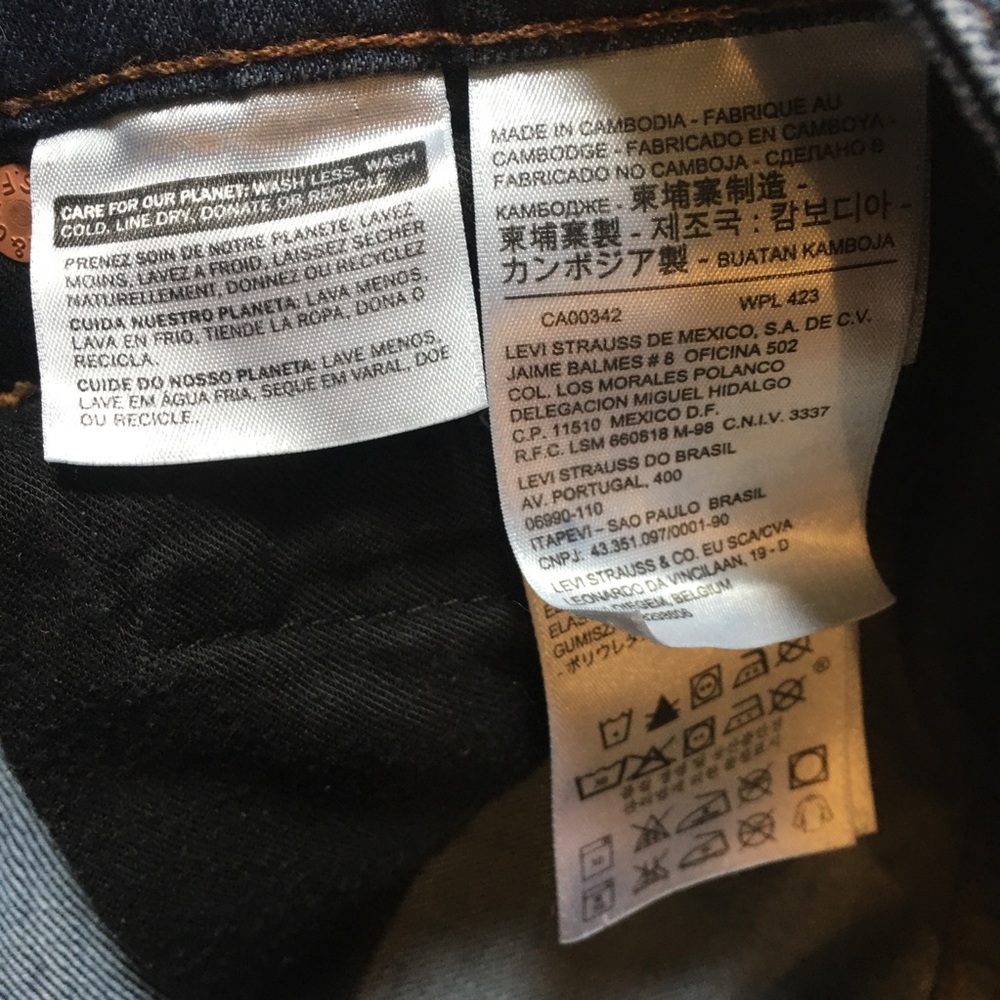 CARE FOR OUR PLANET: WASH LESS, WASH
COLD, LINE DRY, DONATE OR RECYCLE
PRENEZ SOIN DE NOTRE PLANETE: LAVEZ
MOINS, LAVEZ A FROID, LAISSEZ SECHER
NATURELLEMENT, DONNEZ OU RECYCLEZ
CUIDA NUESTRO PLANETA: LAVA MENOS,
LAVA EN FRIO, TIENDE LA ROPA, DONA O
RECICLA.
CUIDE DO NOSSO PLANETA: LAVE MENOS,
LAVE EM ÁGUA FRIA, SEQUE EM VARAL, DOE
OU RECICLE.
MADE IN CAMBODIA - FABRIQUE AU
CAMBODGE - FABRICADO EN CAMBOYA -
FABRICADO NO CAMBOJA - СДЕЛАНО В
КАМБОДЖЕ - 柬埔寨制造 -
柬埔寨製 - 제조국 : 캄보디아 -
カンボジア製 - BUATAN KAMBOJA
CA00342 WPL 423
LEVI STRAUSS DE MEXICO, S.A. DE C.V.
JAIME BALMES # 8 OFICINA 502
COL. LOS MORALES POLANCO
DELEGACION MIGUEL HIDALGO
C.P. 11510 MEXICO D.F.
R.F.C. LSM 660818 M-98 C.N.I.V. 3337
LEVI STRAUSS DO BRASIL
AV. PORTUGAL, 400
06990-110
ITAPEVI – SAO PAULO BRASIL
CNPJ: 43.351.097/0001-90
LEVI STRAUSS & CO. EU SCA/CVA
LEONARDO DA VINCILAAN, 19 - D
DIEGEM, BELGIUM
ELAS
GUMISZ
- ポリウレタ